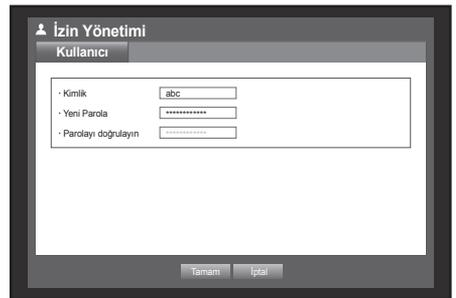 İzin Yönetimi
Kullanıcı
· Kimlik abc
· Yeni Parola ************
· Parolayı doğrulayın ************
Tamam İptal